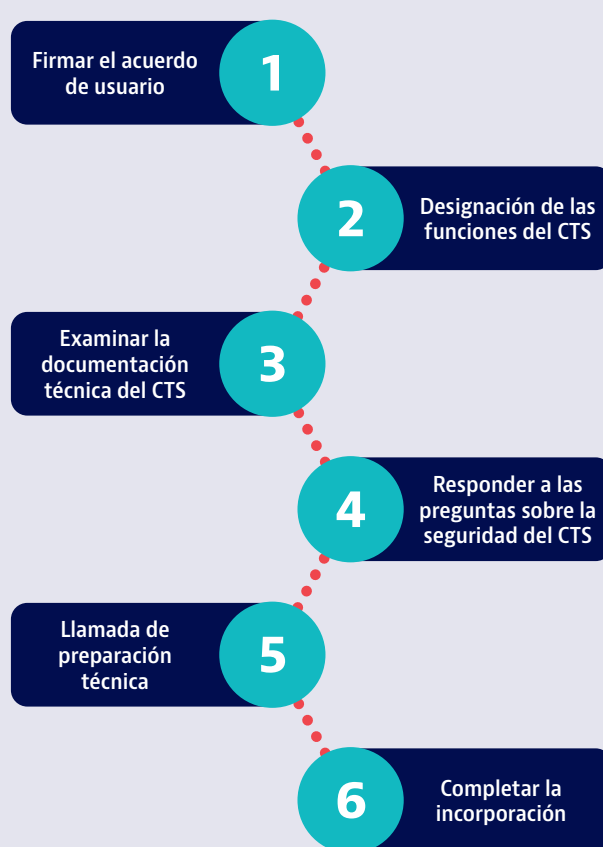 Firmar el acuerdo
de usuario
1
2
Designación de las
funciones del CTS
Examinar la
documentación
técnica del CTS
3
4
Responder a las
preguntas sobre la
seguridad del CTS
Llamada de
preparación
técnica
5
6
Completar la
incorporación